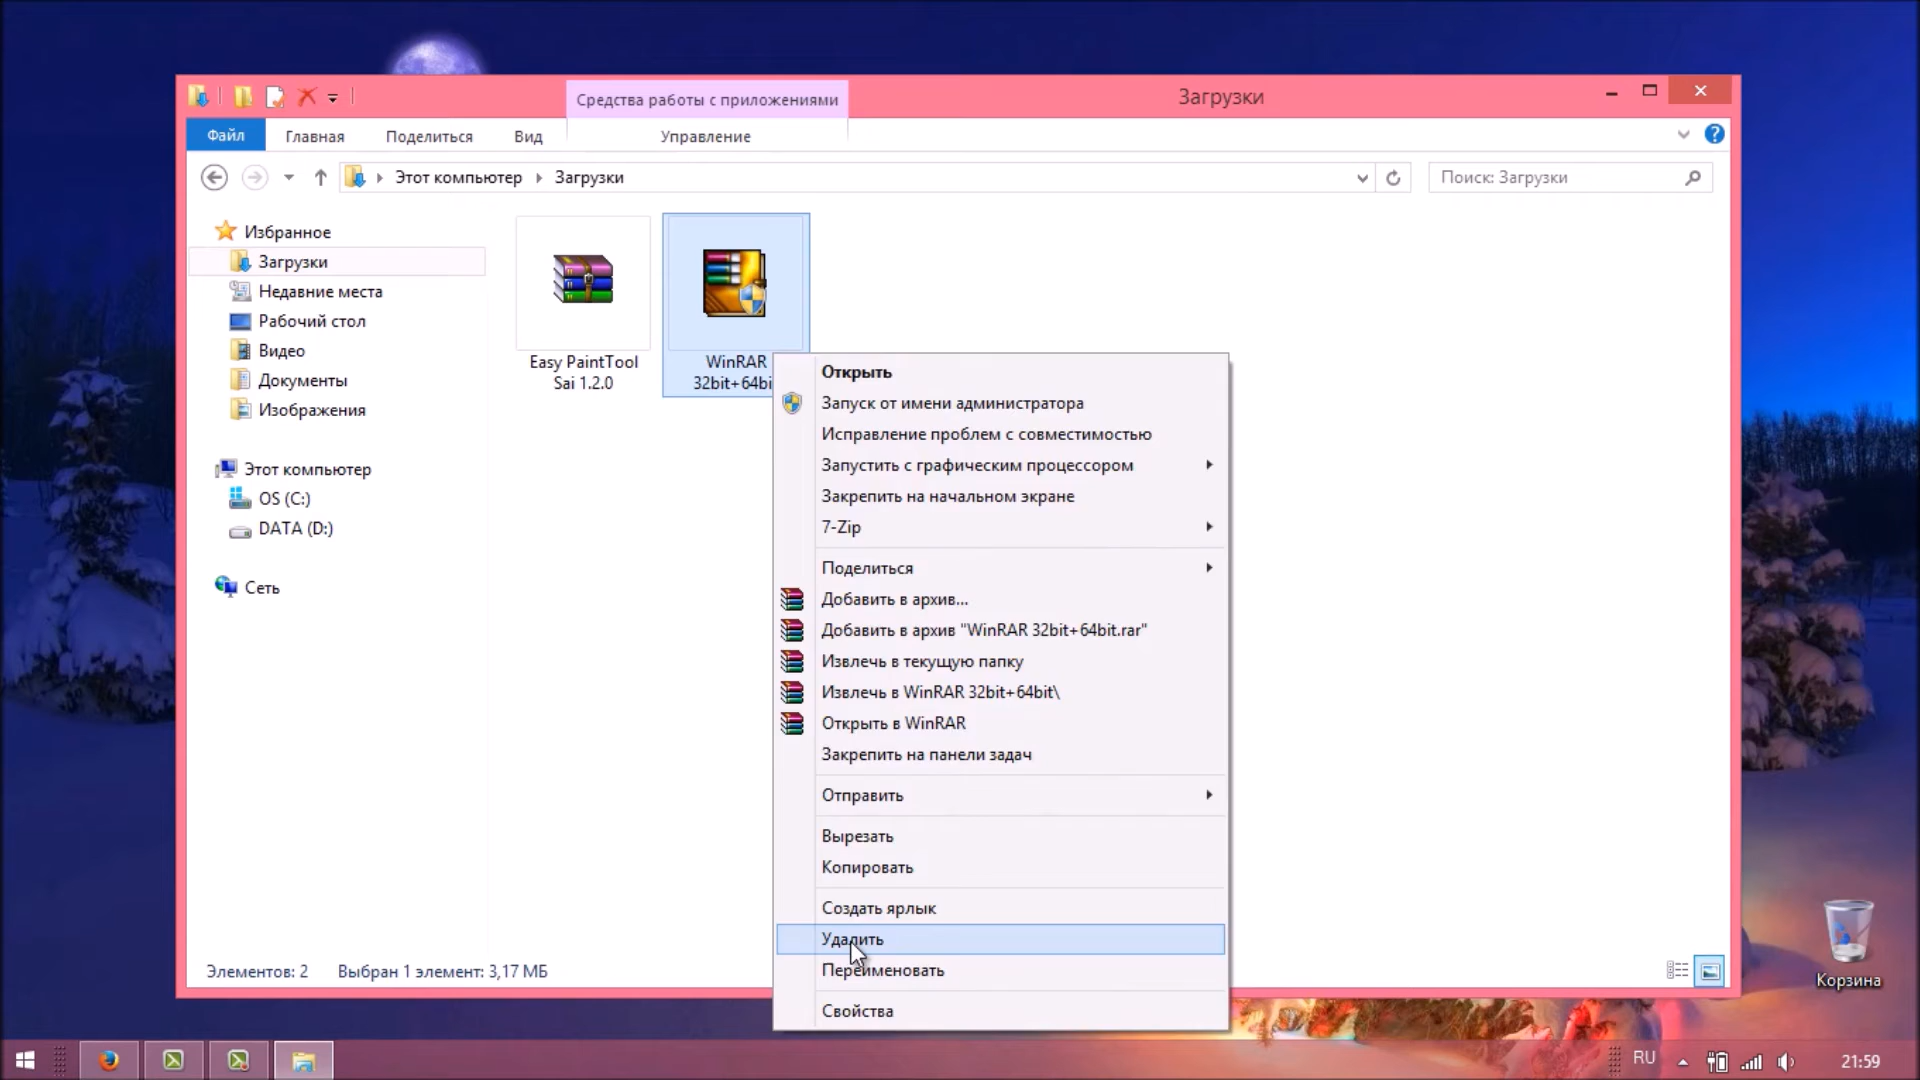 Средства работы с приложениями
Загрузки
Файл
Главная
Поделиться
Вид
Управление
Этот компьютер
Загрузки
Поиск: Загрузки
Избранное
Загрузки
Недавние места
Рабочий стол
Видео
Документы
Изображения
Этот компьютер
OS (C:)
DATA (D:)
Сеть
Easy PaintTool
Sai 1.2.0
WinRAR
32bit+64bi
Открыть
Запуск от имени администратора
Исправление проблем с совместимостью
Запустить с графическим процессором
Закрепить на начальном экране
7-Zip
Поделиться
Добавить в архив...
Добавить в архив "WinRAR 32bit+64bit.rar"
Извлечь в текущую папку
Извлечь в WinRAR 32bit+64bit\
Открыть в WinRAR
Закрепить на панели задач
Отправить
Вырезать
Копировать
Создать ярлык
Удалить
Переименовать
Свойства
Элементов: 2
Выбран 1 элемент: 3,17 МБ
Корзина
RU
21:59